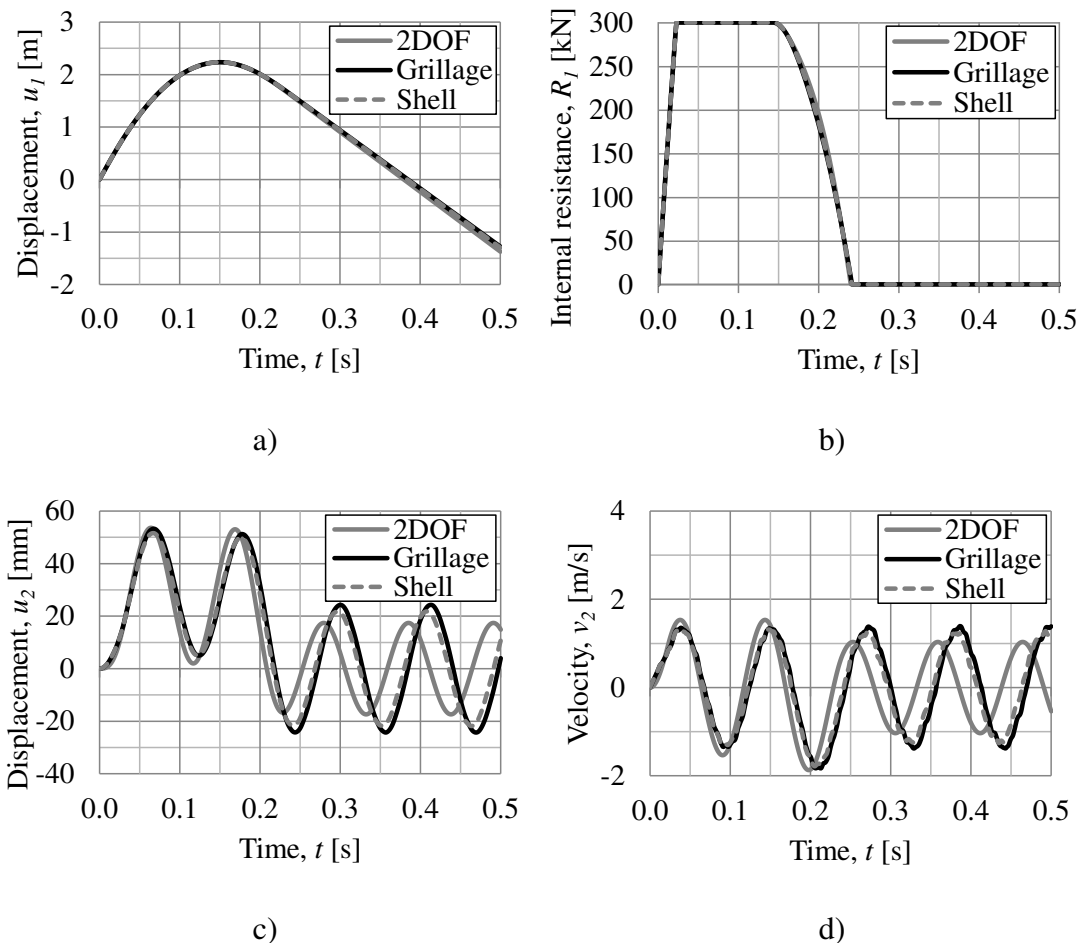 Displacement, u1 [m]
3
2
1
0
-1
-2
2DOF
Grillage
Shell
0.0 0.1 0.2 0.3 0.4 0.5
Time, t [s]
a)
Internal resistance, R1 [kN]
300
250
200
150
100
50
0
2DOF
Grillage
Shell
0.0 0.1 0.2 0.3 0.4 0.5
Time, t [s]
b)
Displacement, u2 [mm]
60
40
20
0
-20
-40
2DOF
Grillage
Shell
0.0 0.1 0.2 0.3 0.4 0.5
Time, t [s]
c)
Velocity, v2 [m/s]
4
2
0
-2
2DOF
Grillage
Shell
0.0 0.1 0.2 0.3 0.4 0.5
Time, t [s]
d)